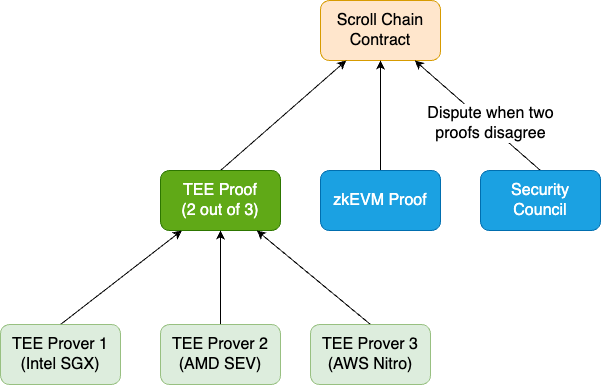 Scroll Chain
Contract
Dispute when two
proofs disagree
TEE Proof
(2 out of 3)
zkEVM Proof
Security
Council
TEE Prover 1
(Intel SGX)
TEE Prover 2
(AMD SEV)
TEE Prover 3
(AWS Nitro)